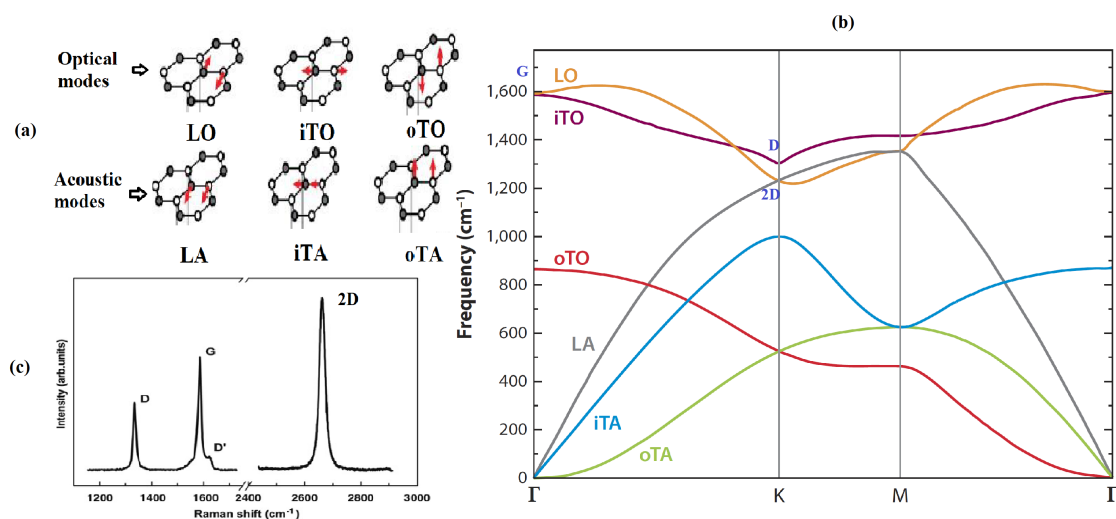 (a)
Optical
modes
LO
iTO
oTO
Acoustic
modes
LA
iTA
oTA
(b)
Frequency (cm⁻¹)
G
1,600
1,400
1,200
1,000
800
600
400
200
0
LO
iTO
D
2D
oTO
LA
iTA
oTA
Γ
K
M
Γ
(c)
Intensity (arb.units)
D
G
D'
2D
1200
1400
1600
2400
2600
2800
3000
Raman shift (cm⁻¹)